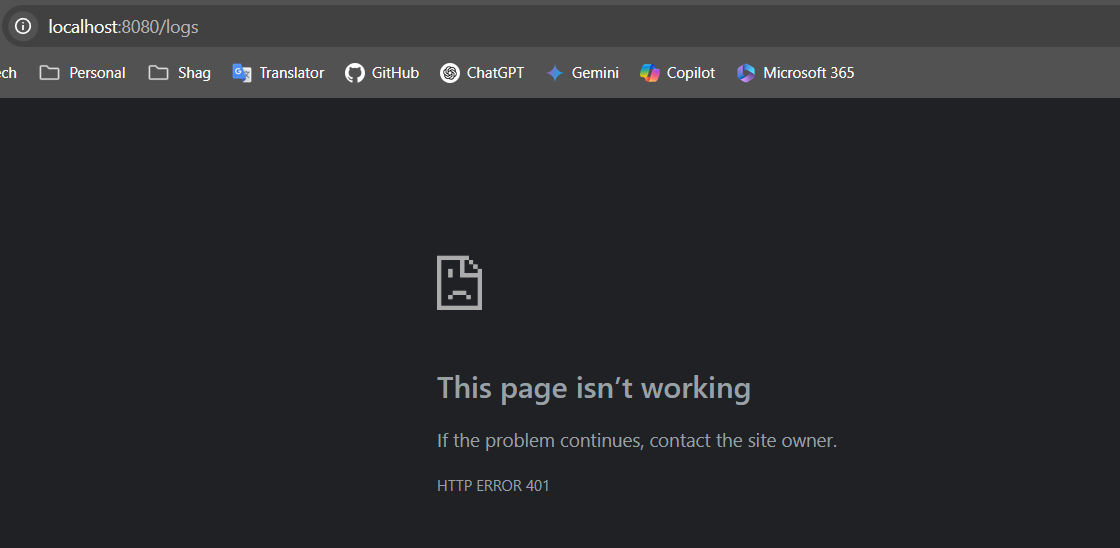 localhost:8080/logs
ech Personal Shag Translator GitHub ChatGPT Gemini Copilot Microsoft 365
This page isn’t working
If the problem continues, contact the site owner.
HTTP ERROR 401